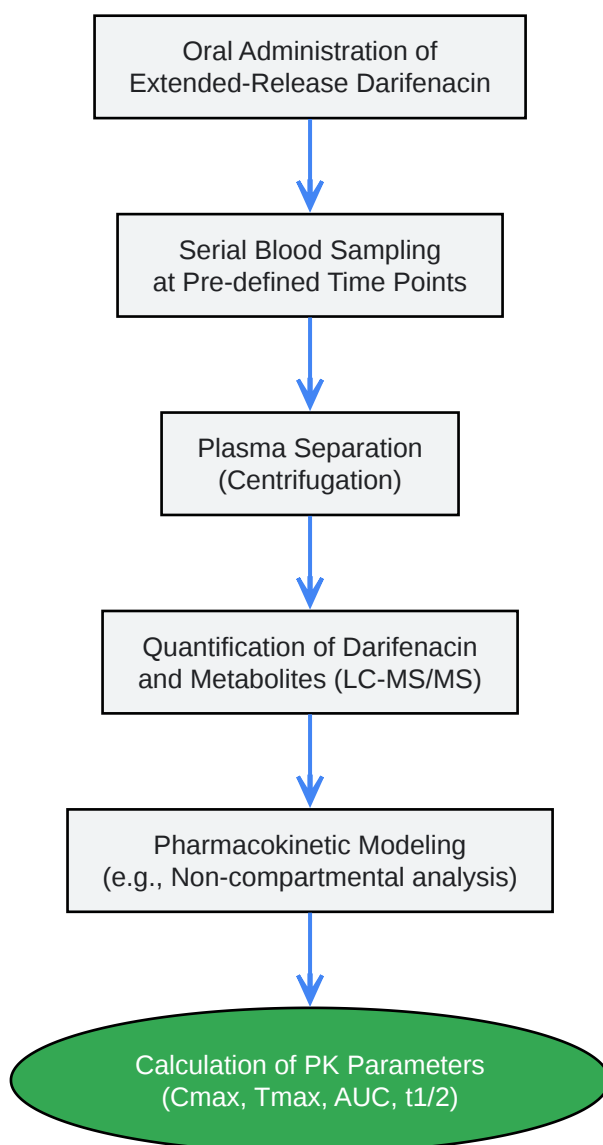 Oral Administration of
Extended-Release Darifenacin
Serial Blood Sampling
at Pre-defined Time Points
Plasma Separation
(Centrifugation)
Quantification of Darifenacin
and Metabolites (LC-MS/MS)
Pharmacokinetic Modeling
(e.g., Non-compartmental analysis)
Calculation of PK Parameters
(Cmax, Tmax, AUC, t1/2)